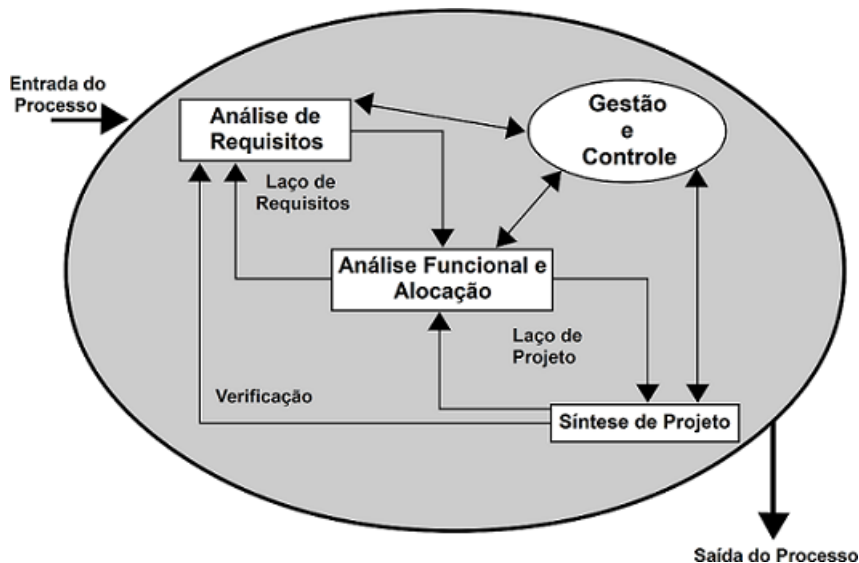 Entrada do
Processo
Análise de
Requisitos
Gestão
e
Controle
Laço de
Requisitos
Análise Funcional e
Alocação
Laço de
Projeto
Verificação
Síntese de Projeto
Saída do Processo